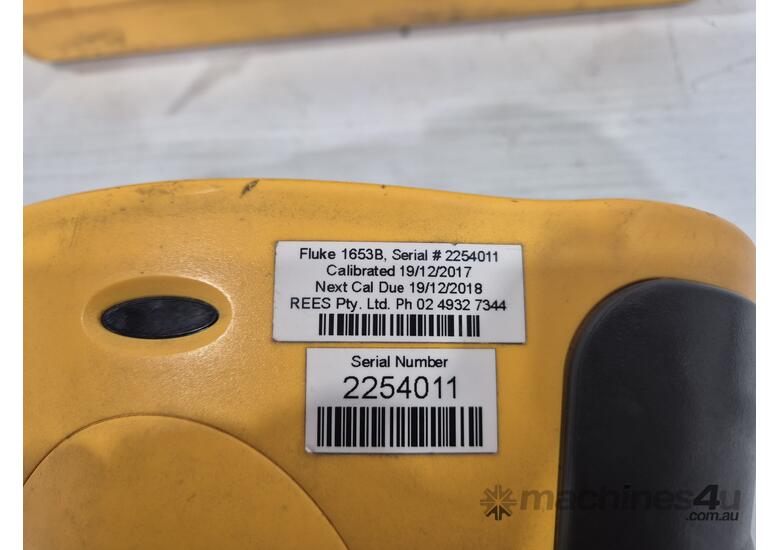 Fluke 1653B, Serial # 2254011
Calibrated 19/12/2017
Next Cal Due 19/12/2018
REES Pty. Ltd. Ph 02 4932 7344
Serial Number
2254011
machines4u
.com.au